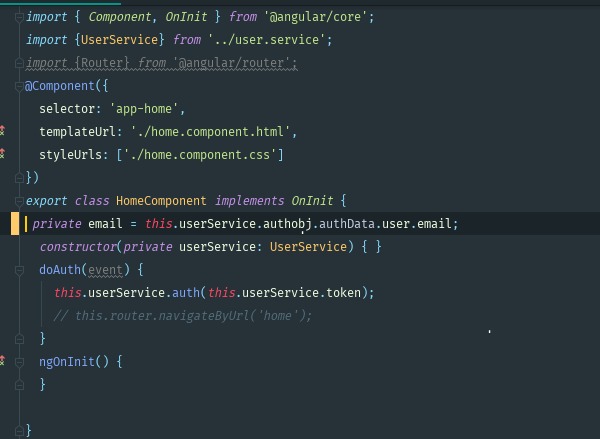 import { Component, OnInit } from '@angular/core';
import {UserService} from '../user.service';
import {Router} from '@angular/router';
@Component({
selector: 'app-home',
templateUrl: './home.component.html',
styleUrls: ['./home.component.css']
})
export class HomeComponent implements OnInit {
private email = this.userService.authobj.authData.user.email;
constructor(private userService: UserService) { }
doAuth(event) {
this.userService.auth(this.userService.token);
// this.router.navigateByUrl('home');
}
ngOnInit() {
}
}